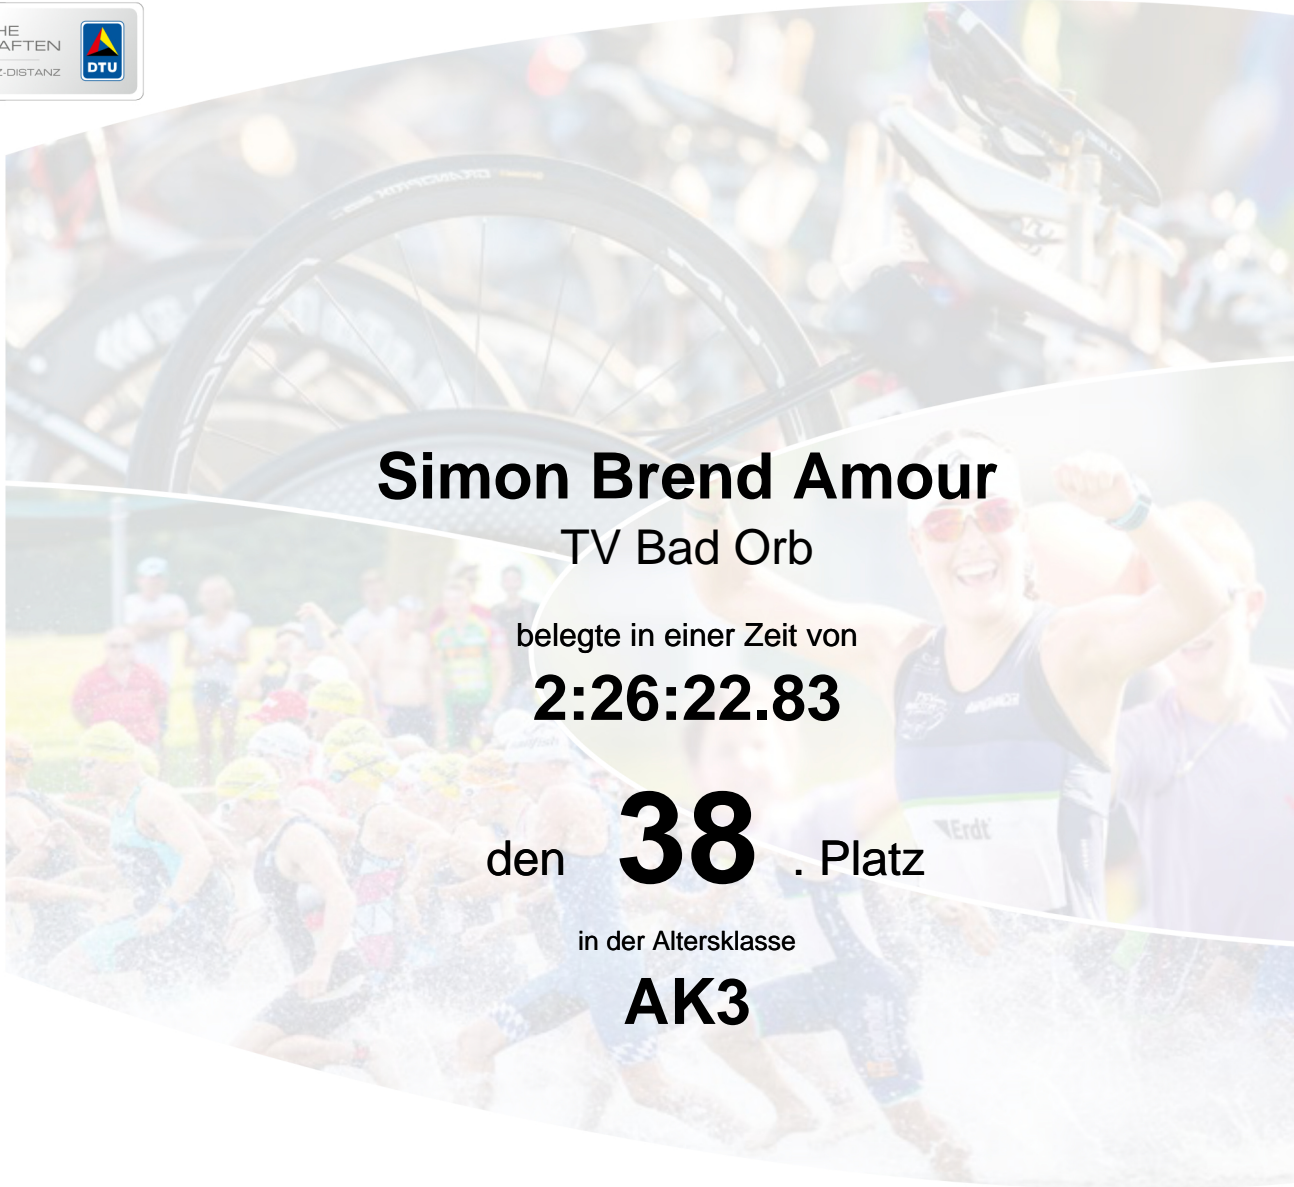 HE
AFTEN
Z-DISTANZ
DTU
Simon Brend Amour
TV Bad Orb
belegte in einer Zeit von
2:26:22.83
den 38 . Platz
in der Altersklasse
AK3
Erdt